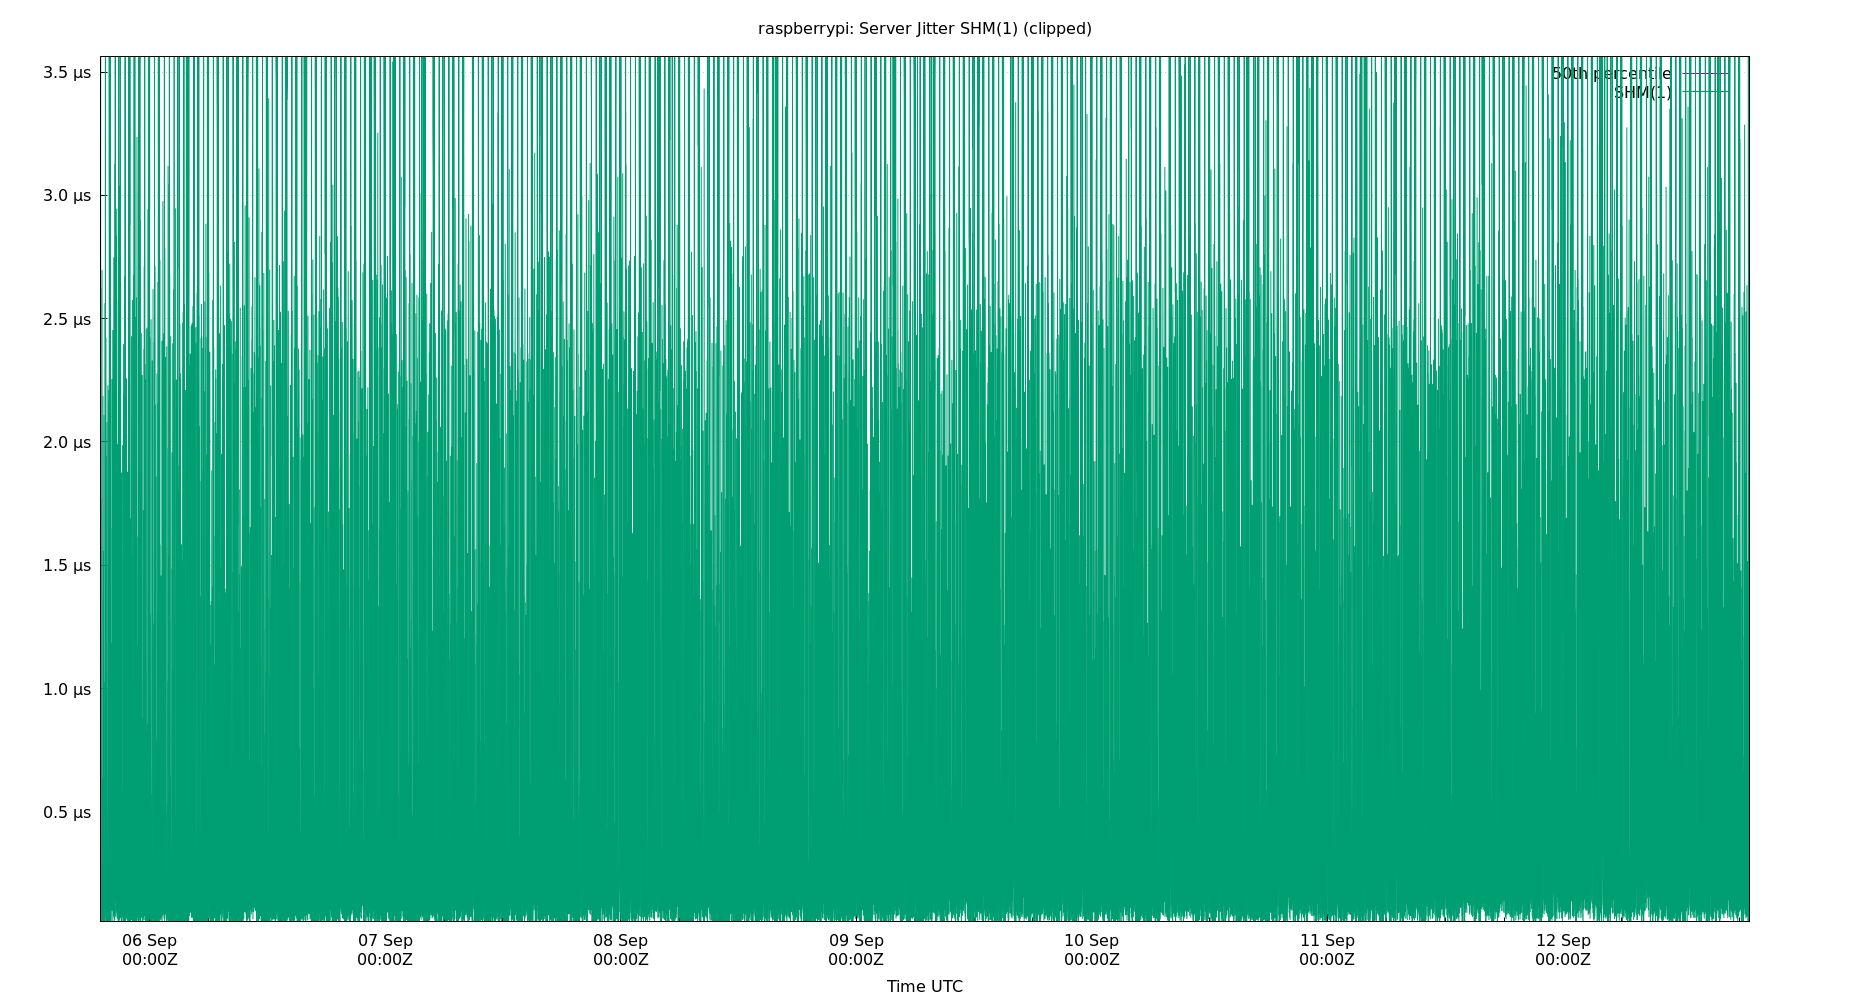 raspberrypi: Server Jitter SHM(1) (clipped)
3.5 µs
50th percentile
SHM(1)
3.0 µs
2.5 µs
2.0 µs
1.5 µs
1.0 µs
0.5 µs
06 Sep 07 Sep 08 Sep 09 Sep 10 Sep 11 Sep 12 Sep
00:00Z 00:00Z 00:00Z 00:00Z 00:00Z 00:00Z 00:00Z
Time UTC